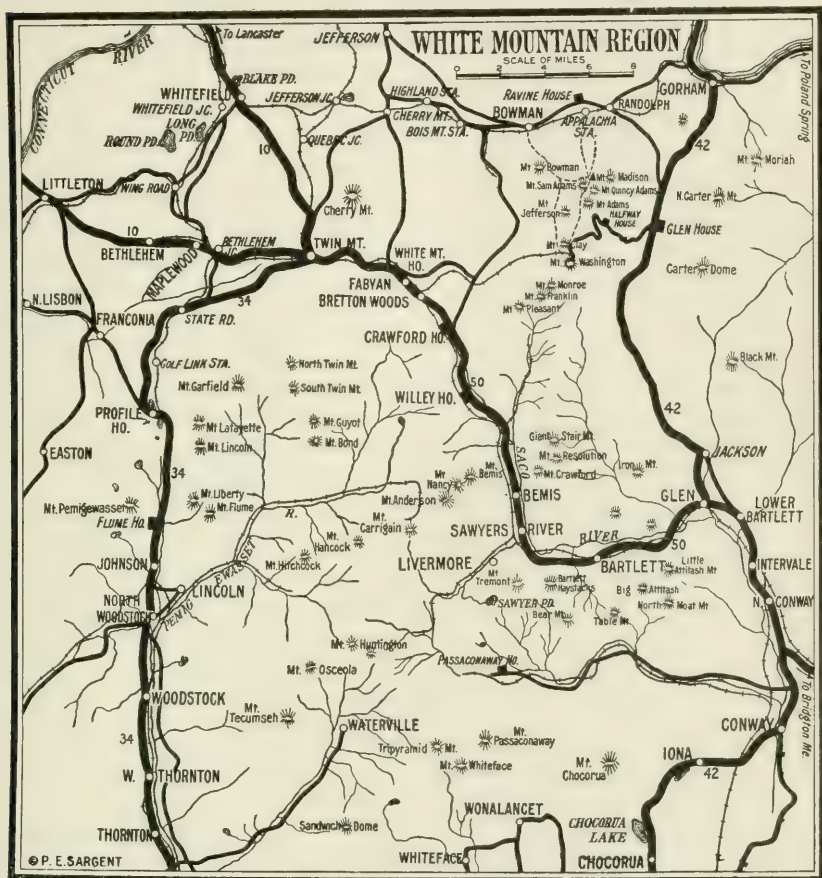 WHITE MOUNTAIN REGION
SCALE OF MILES
0 2 4 6 8
To Lancaster
JEFFERSON
CONNECTICUT RIVER
BLAKE PD.
WHITEFIELD
WHITEFIELD JC.
LONG PD.
ROUND PD.
JEFFERSON JC.
HIGHLAND STA.
CHERRY MT.
BOIS MT. STA.
QUEBEC JC.
RAVINE HOUSE
BOWMAN
APPALACHIA STA.
RANDOLPH
GORHAM
To Poland Spring
42
10
LITTLETON
WING ROAD
Cherry Mt.
Mt. Bowman
Mt. Madison
Mt. Sam Adams
Mt. Quincy Adams
Mt. Adams
Mt. Jefferson
HALFWAY HOUSE
Mt. Moriah
N. Carter Mt.
GLEN HOUSE
10
BETHLEHEM
MAPLEWOOD
BETHLEHEM JC.
TWIN MT.
WHITE MT. HO.
Mt. Clay
Mt. Washington
Carter Dome
FABYAN
BRETTON WOODS
Mt. Monroe
Mt. Franklin
Mt. Pleasant
N. LISBON
34
FRANCONIA
STATE RD.
CRAWFORD HO.
GOLF LINK STA.
North Twin Mt.
Mt. Garfield
South Twin Mt.
WILLEY HO.
50
Black Mt.
42
PROFILE HO.
Mt. Lafayette
Mt. Guyot
Mt. Lincoln
Mt. Bond
EASTON
34
SACO
Giant Stair Mt.
Mt. Resolution
Mt. Crawford
Iron Mt.
JACKSON
Mt. Bemis
Mt. Nancy
Mt. Anderson
BEMIS
Mt. Pemigewasset
FLUME HO.
Mt. Liberty
Mt. Flume
R.
Mt. Carrigain
Mt. Hancock
Mt. Hitchcock
SAWYERS RIVER
RIVER
GLEN
LOWER BARTLETT
50
BARTLETT
JOHNSON
PEMIGEWASSET
LINCOLN
LIVERMORE
Mt. Tremont
Bartlett Haystacks
Little Attitash Mt
Big Attitash
North Moat Mt
INTERVALE
N. CONWAY
NORTH WOODSTOCK
SAWYER PD.
Bear Mt.
Table Mt.
Mt. Huntington
Mt. Osceola
PASSACONAWAY HO.
To Bridgton Me.
WOODSTOCK
34
Mt. Tecumseh
WATERVILLE
Tripyramid Mt.
Mt. Passaconaway
Mt. Whiteface
Mt. Chocorua
IONA
42
CONWAY
W. THORNTON
THORNTON
Sandwich Dome
WONALANCET
WHITEFACE
CHOCORUA LAKE
CHOCORUA
© P.E. SARGENT